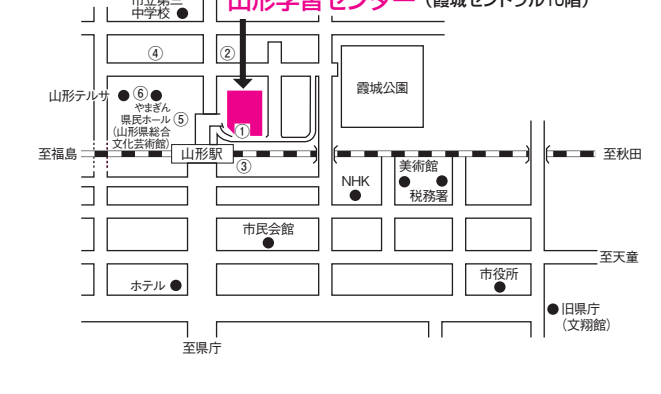 山形学習センター（霞城セントラル10階）
市立第三
中学校
④
②
霞城公園
山形テルサ
⑥
やまぎん
県民ホール
⑤
（山形県総合
文化芸術館）
①
至福島
山形駅
③
至秋田
美術館
NHK
税務署
市民会館
至天童
市役所
ホテル
旧県庁
（文翔館）
至県庁